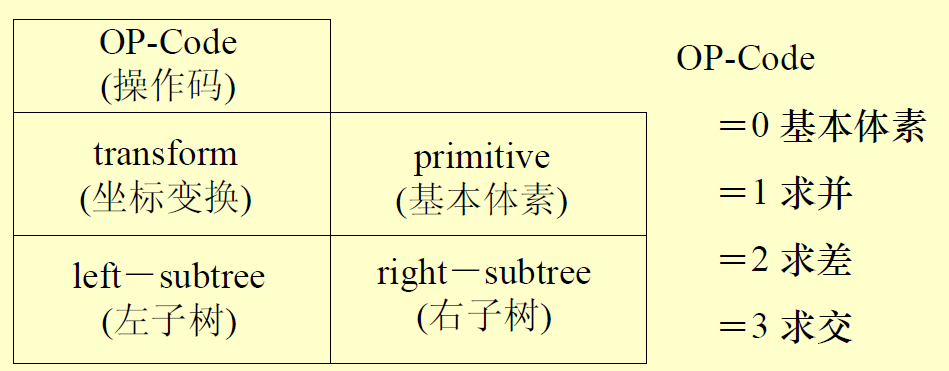 OP-Code
(操作码)
transform
(坐标变换)
primitive
(基本体素)
left－subtree
(左子树)
right－subtree
(右子树)
OP-Code
＝0 基本体素
＝1 求并
＝2 求差
＝3 求交